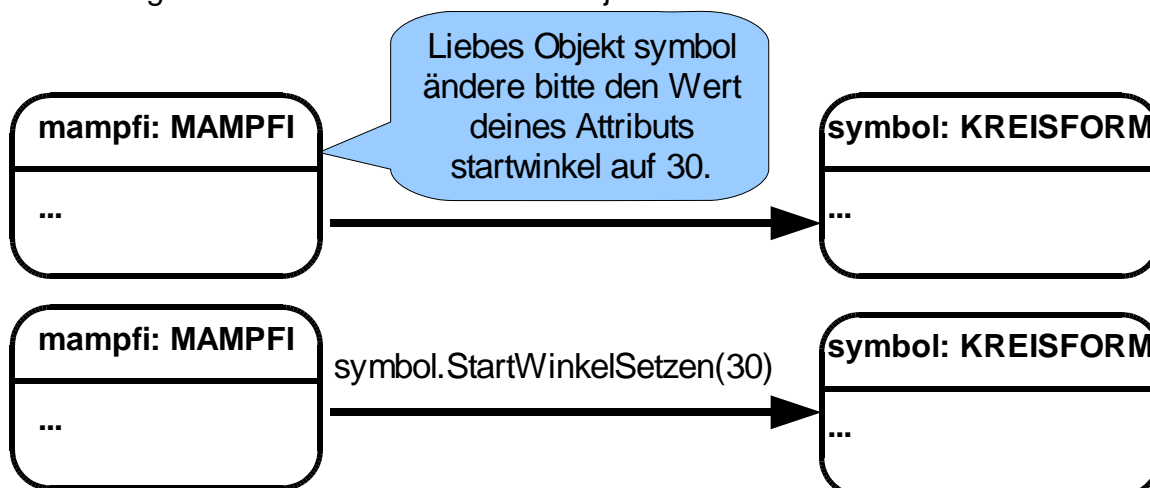 Liebes Objekt symbol
ändere bitte den Wert
deines Attributs
startwinkel auf 30.
mampfi: MAMPFI
symbol: KREISFORM
...
...
mampfi: MAMPFI
symbol: KREISFORM
symbol.StartWinkelSetzen(30)
...
...